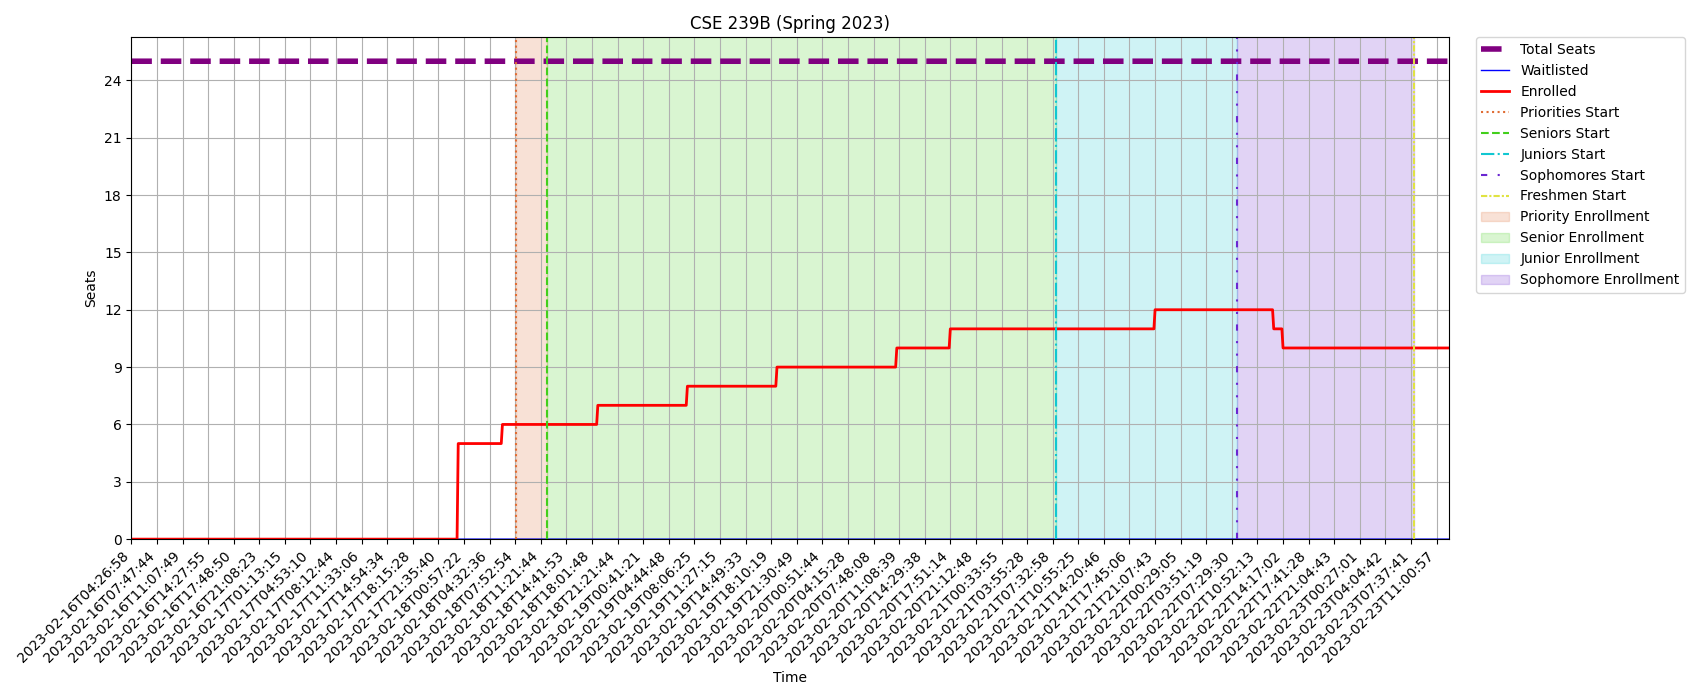 CSE 239B (Spring 2023)
Total Seats
Waitlisted
Enrolled
Priorities Start
Seniors Start
Juniors Start
Sophomores Start
Freshmen Start
Priority Enrollment
Senior Enrollment
Junior Enrollment
Sophomore Enrollment
Seats
24
21
18
15
12
9
6
3
0
2023-02-16T04:26:58
2023-02-16T07:47:44
2023-02-16T11:07:49
2023-02-16T14:27:55
2023-02-16T17:48:50
2023-02-16T21:08:23
2023-02-17T01:13:15
2023-02-17T04:53:10
2023-02-17T08:12:44
2023-02-17T11:33:06
2023-02-17T14:54:34
2023-02-17T18:15:28
2023-02-17T21:35:40
2023-02-18T00:57:22
2023-02-18T04:32:36
2023-02-18T07:52:54
2023-02-18T11:21:44
2023-02-18T14:41:53
2023-02-18T18:01:48
2023-02-18T21:21:44
2023-02-19T00:41:21
2023-02-19T04:44:48
2023-02-19T08:06:25
2023-02-19T11:27:15
2023-02-19T14:49:33
2023-02-19T18:10:19
2023-02-19T21:30:49
2023-02-20T00:51:44
2023-02-20T04:15:28
2023-02-20T07:48:08
2023-02-20T11:08:39
2023-02-20T14:29:38
2023-02-20T17:51:14
2023-02-20T21:12:48
2023-02-21T00:33:55
2023-02-21T03:55:28
2023-02-21T07:32:58
2023-02-21T10:55:25
2023-02-21T14:20:46
2023-02-21T17:45:06
2023-02-21T21:07:43
2023-02-22T00:29:05
2023-02-22T03:51:19
2023-02-22T07:29:30
2023-02-22T10:52:13
2023-02-22T14:17:02
2023-02-22T17:41:28
2023-02-22T21:04:43
2023-02-23T00:27:01
2023-02-23T04:04:42
2023-02-23T07:37:41
2023-02-23T11:00:57
Time